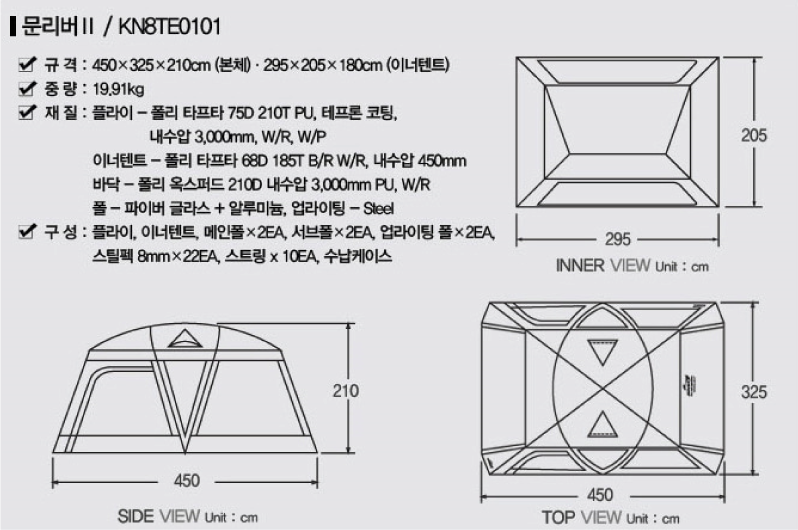 문리버 II / KN8TE0101
규 격 : 450×325×210cm (본체) · 295×205×180cm (이너텐트)
중 량 : 19,91kg
재 질 : 플라이 – 폴리 타프타 75D 210T PU, 테프론 코팅,
내수압 3,000mm, W/R, W/P
이너텐트 – 폴리 타프타 68D 185T B/R W/R, 내수압 450mm
바닥 – 폴리 옥스퍼드 210D 내수압 3,000mm PU, W/R
폴 – 파이버 글라스 + 알루미늄, 업라이팅 – Steel
구 성 : 플라이, 이너텐트, 메인폴×2EA, 서브폴×2EA, 업라이팅 폴×2EA,
스틸펙 8mm×22EA, 스트링 x 10EA, 수납케이스
205
295
INNER VIEW Unit : cm
210
450
SIDE VIEW Unit : cm
325
450
TOP VIEW Unit : cm